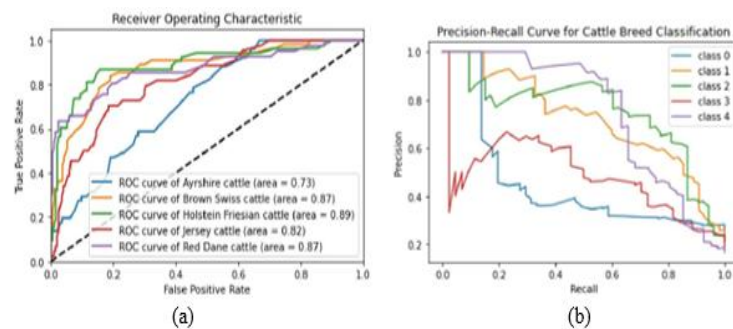 Receiver Operating Characteristic
1.0
0.8
0.6
0.4
0.2
0.0
True Positive Rate
ROC curve of Ayrshire cattle (area = 0.73)
ROC curve of Brown Swiss cattle (area = 0.87)
ROC curve of Holstein Friesian cattle (area = 0.89)
ROC curve of Jersey cattle (area = 0.82)
ROC curve of Red Dane cattle (area = 0.87)
0.0 0.2 0.4 0.6 0.8 1.0
False Positive Rate
(a)
Precision-Recall Curve for Cattle Breed Classification
1.0
0.8
0.6
0.4
0.2
Precision
class 0
class 1
class 2
class 3
class 4
0.0 0.2 0.4 0.6 0.8 1.0
Recall
(b)